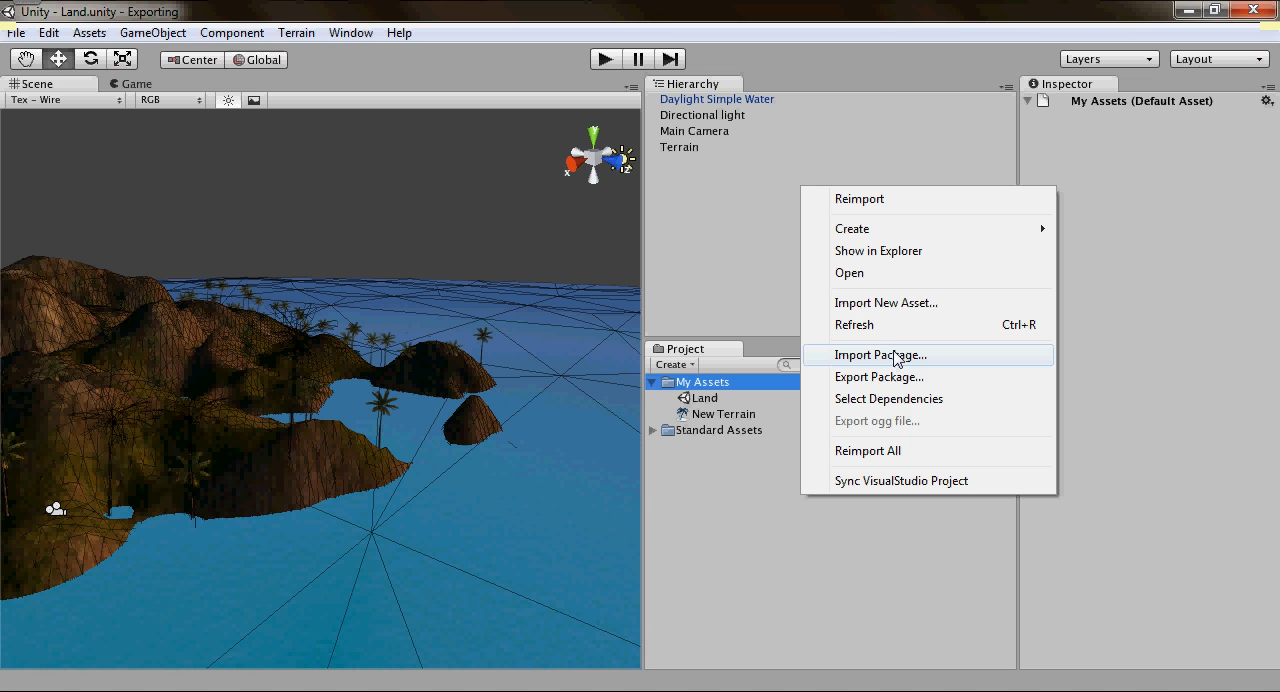 Unity - Land.unity - Exporting
File Edit Assets GameObject Component Terrain Window Help
Center Global Layers Layout
Scene Game Hierarchy Inspector
Tex - Wire RGB
Daylight Simple Water
Directional light
Main Camera
Terrain
My Assets (Default Asset)
y
x
z
Reimport
Create
Show in Explorer
Open
Import New Asset...
Refresh Ctrl+R
Import Package...
Export Package...
Select Dependencies
Export ogg file...
Reimport All
Sync VisualStudio Project
Project
Create
My Assets
Land
New Terrain
Standard Assets